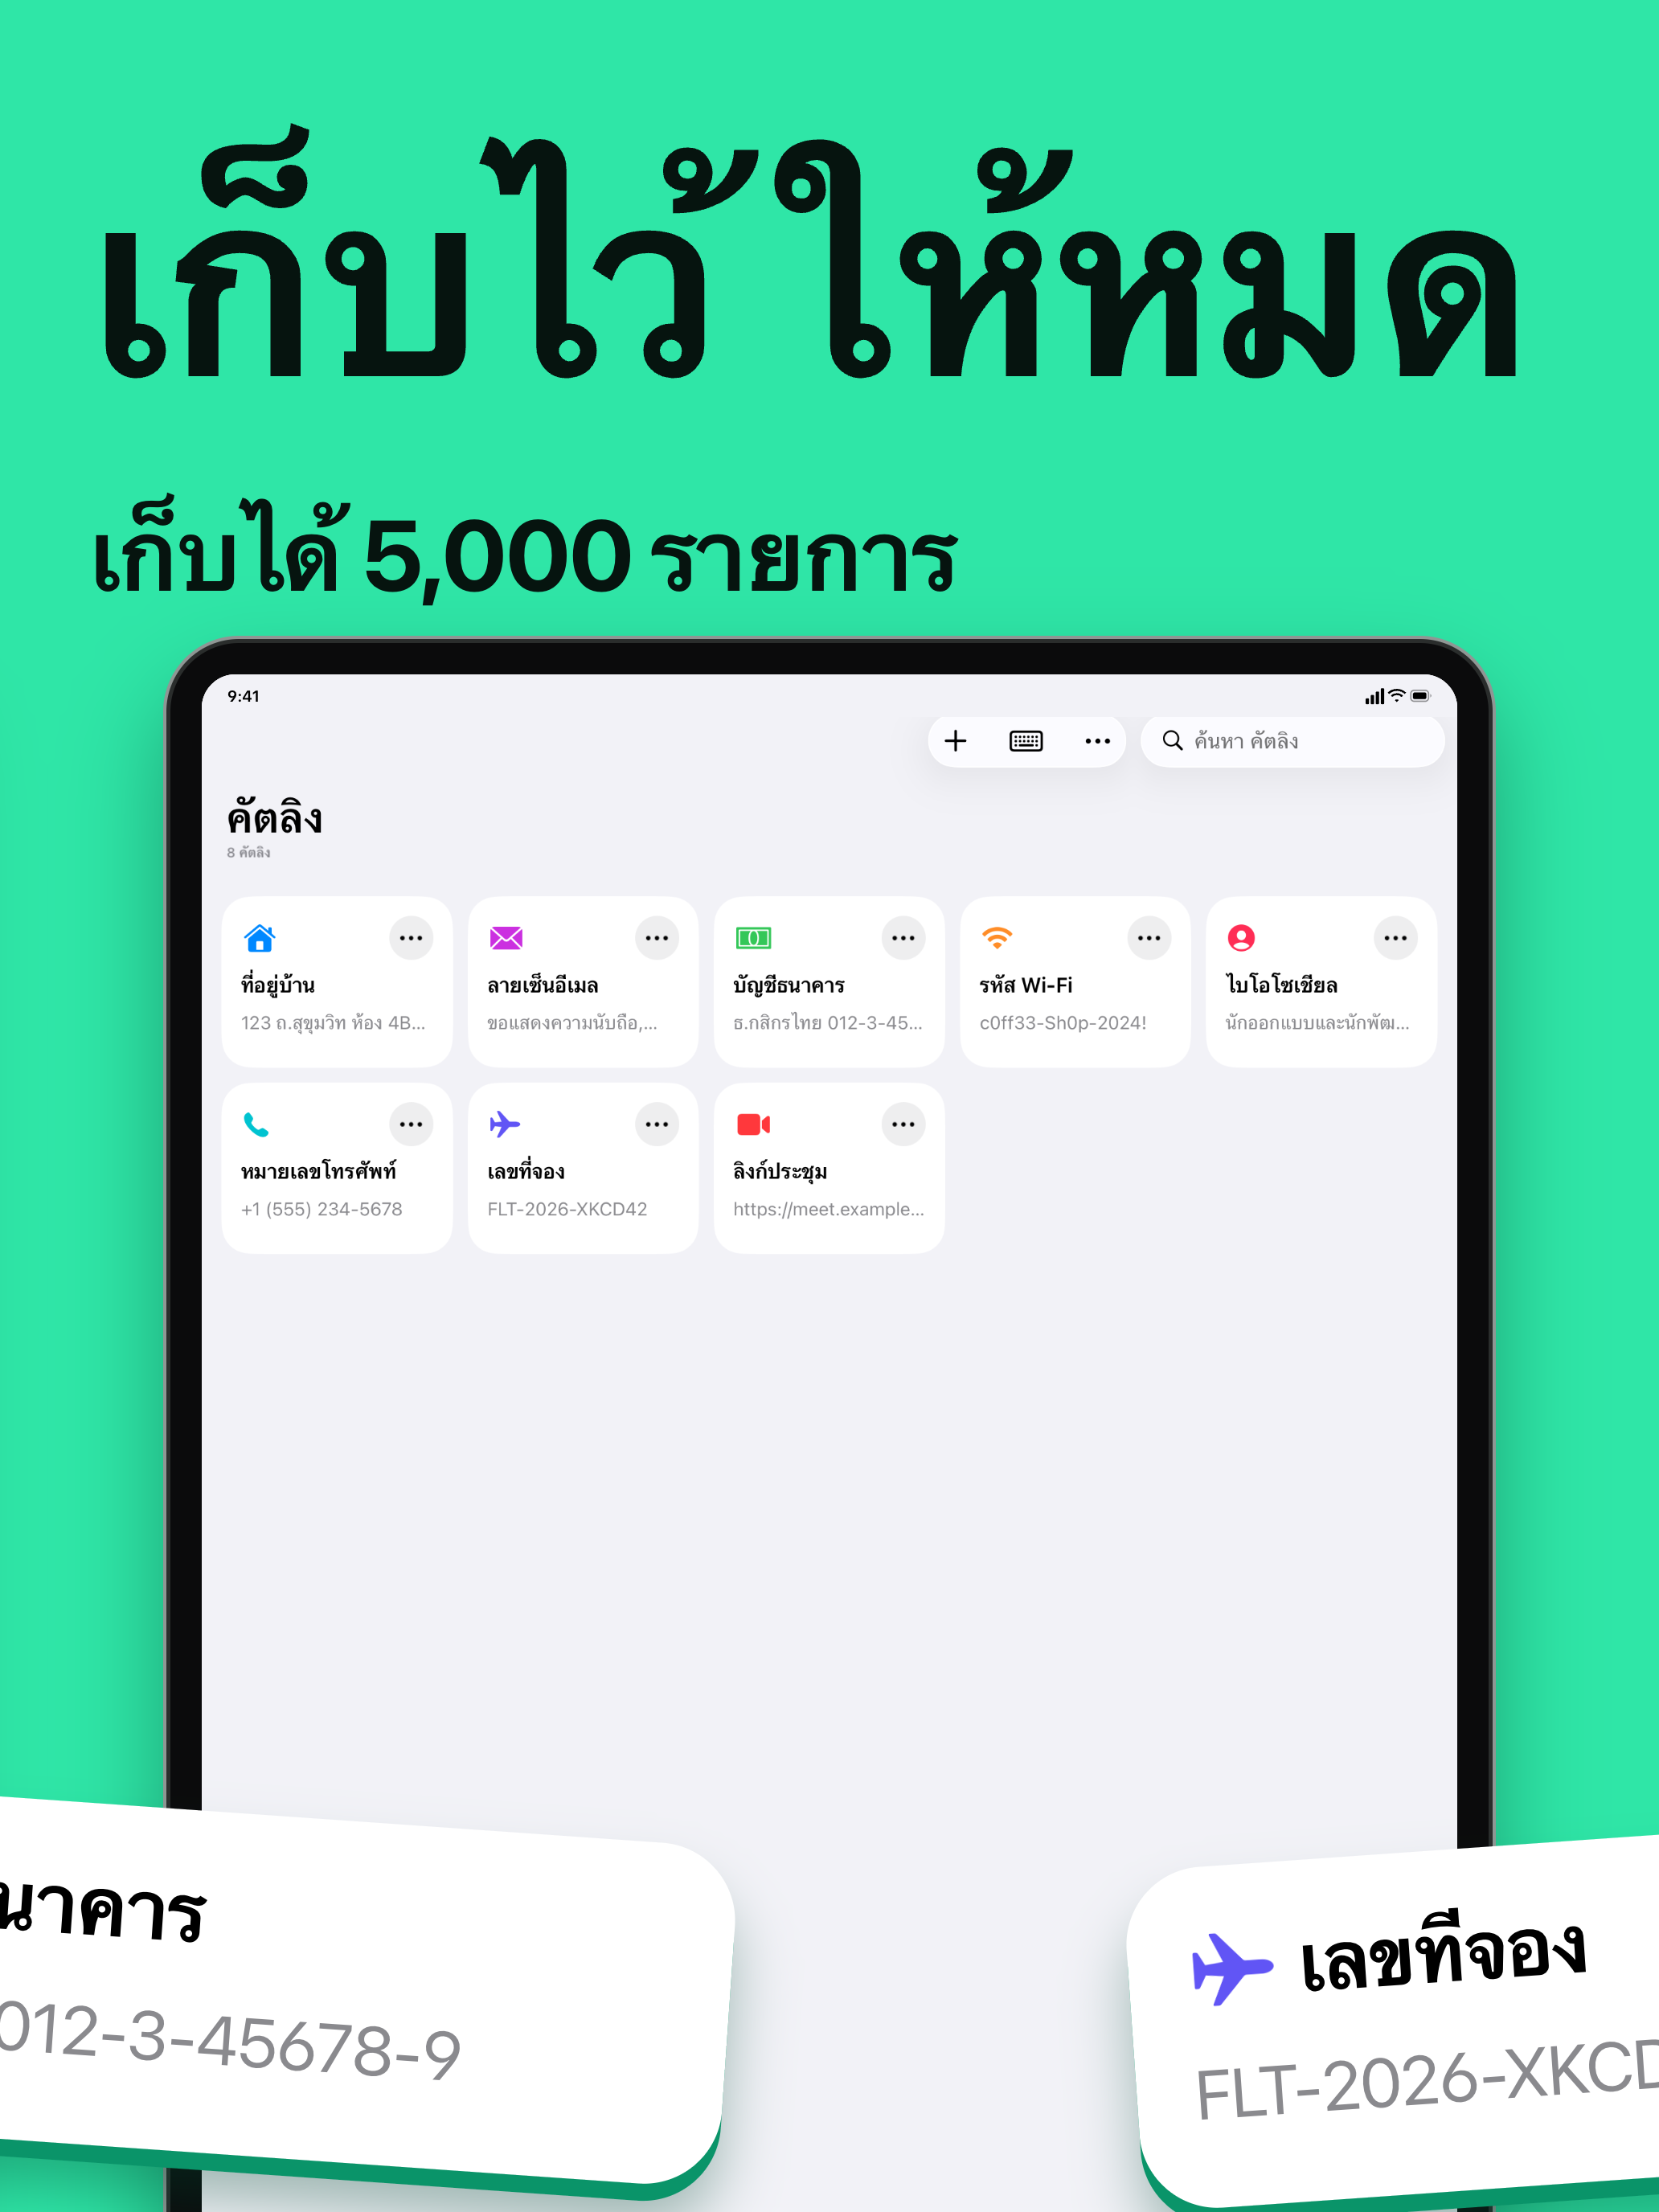 เก็บไว้ให้หมด
เก็บได้ 5,000 รายการ
9:41
ค้นหา คัตลิง
คัตลิง
8 คัตลิง
ที่อยู่บ้าน
123 ถ.สุขุมวิท ห้อง 4B...
ลายเซ็นอีเมล
ขอแสดงความนับถือ,...
บัญชีธนาคาร
ธ.กสิกรไทย 012-3-45...
รหัส Wi-Fi
c0ff33-Sh0p-2024!
ไบโอโซเชียล
นักออกแบบและนักพัฒ...
หมายเลขโทรศัพท์
+1 (555) 234-5678
เลขที่จอง
FLT-2026-XKCD42
ลิงก์ประชุม
https://meet.example...
นาคาร
012-3-45678-9
เลขที่จอง
FLT-2026-XKCD